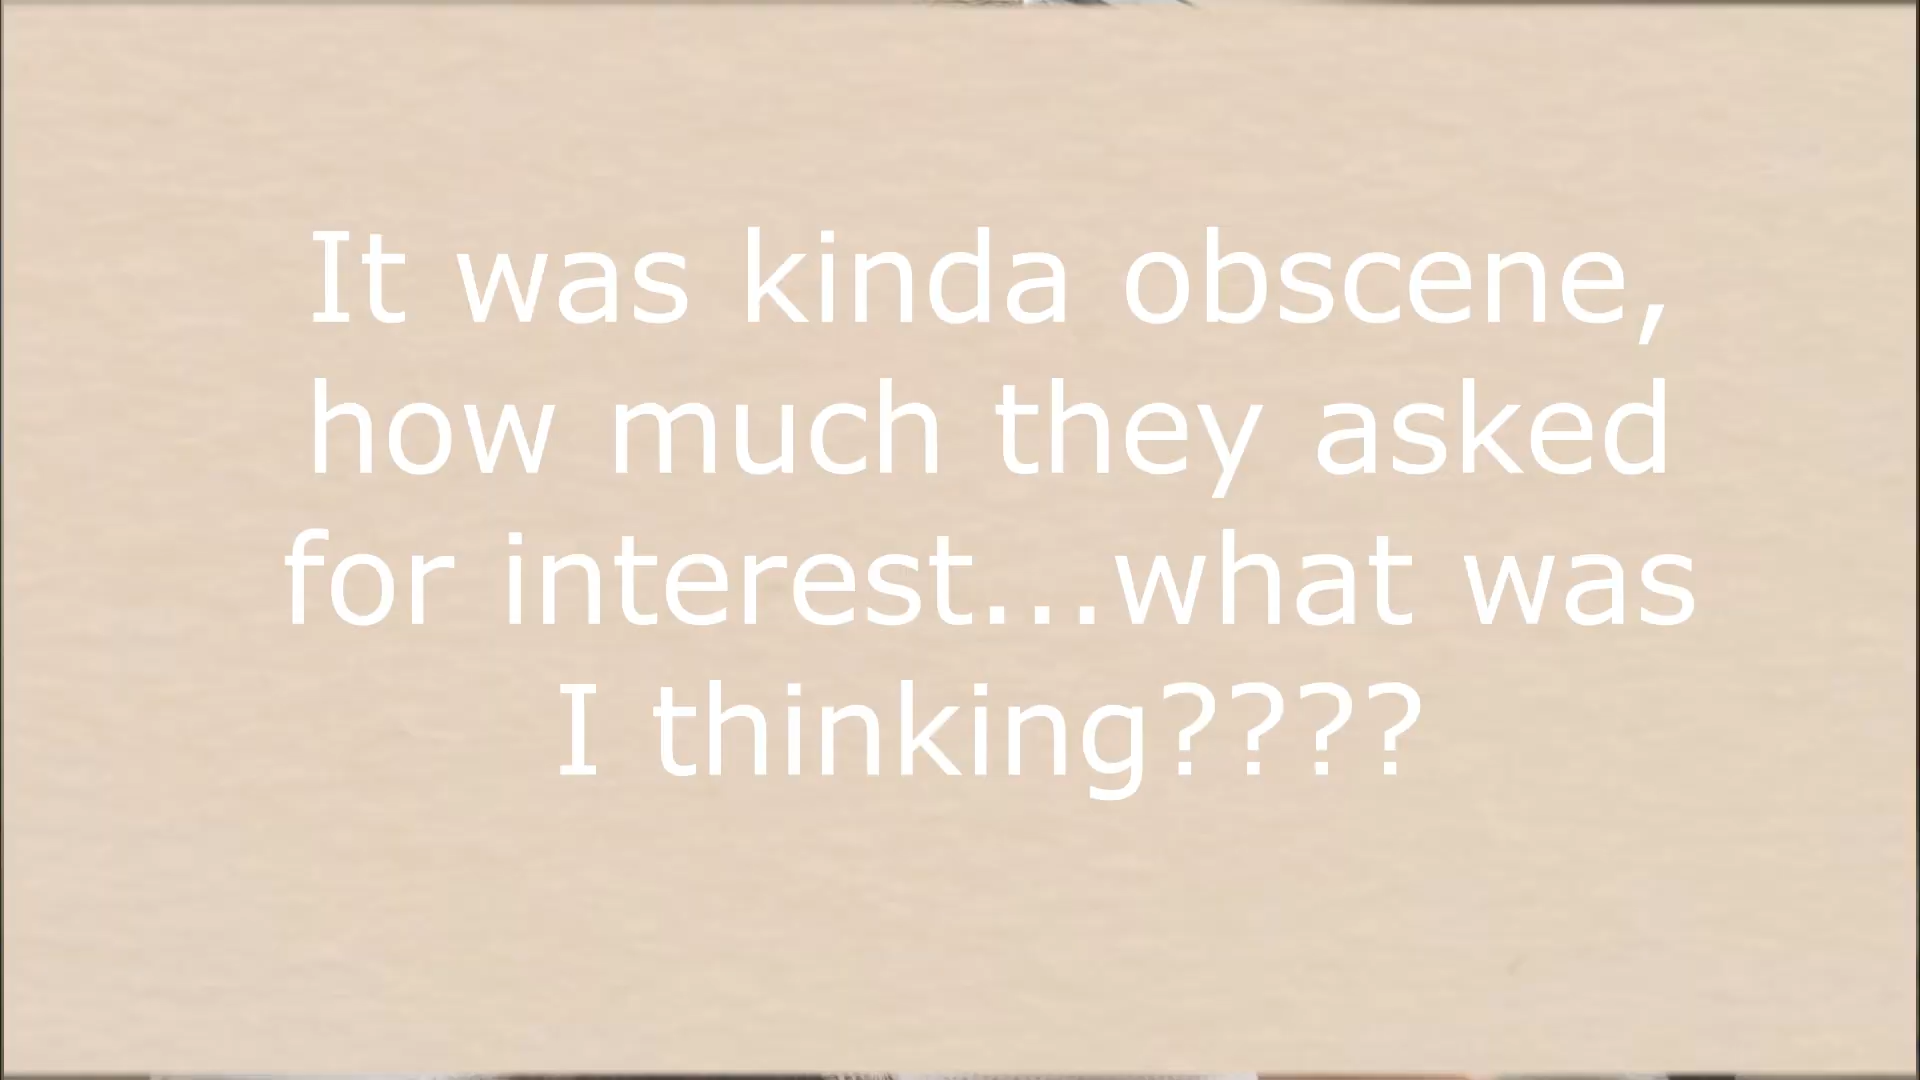 It was kinda obscene,
how much they asked
for interest...what was
I thinking????